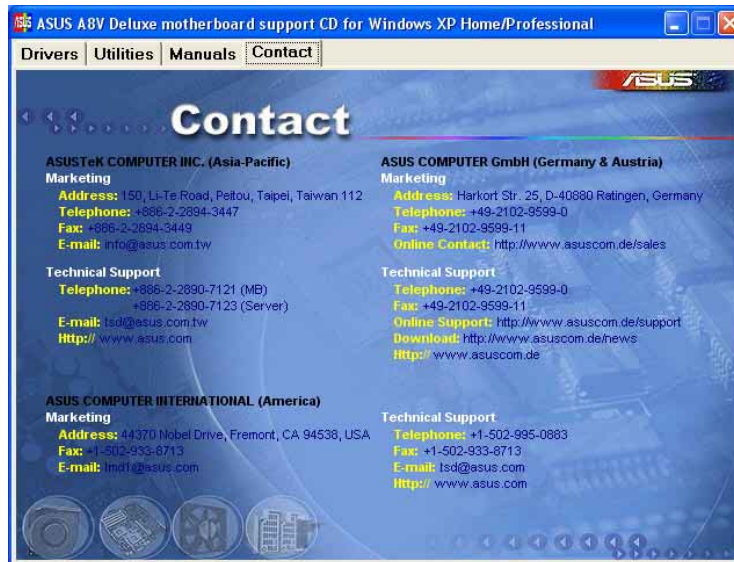 ASUS A8V Deluxe motherboard support CD for Windows XP Home/Professional
Drivers Utilities Manuals Contact
ASUS
Contact
ASUSTeK COMPUTER INC. (Asia-Pacific)
Marketing
Address: 150, Li-Te Road, Peitou, Taipei, Taiwan 112
Telephone: +886-2-2894-3447
Fax: +886-2-2894-3449
E-mail: info@asus.com.tw
Technical Support
Telephone: +886-2-2890-7121 (MB)
+886-2-2890-7123 (Server)
E-mail: tsd@asus.com.tw
Http:// www.asus.com
ASUS COMPUTER GmbH (Germany & Austria)
Marketing
Address: Harkort Str. 25, D-40880 Ratingen, Germany
Telephone: +49-2102-9599-0
Fax: +49-2102-9599-11
Online Contact: http://www.asuscom.de/sales
Technical Support
Telephone: +49-2102-9599-0
Fax: +49-2102-9599-11
Online Support: http://www.asuscom.de/support
Download: http://www.asuscom.de/news
Http:// www.asuscom.de
ASUS COMPUTER INTERNATIONAL (America)
Marketing
Address: 44370 Nobel Drive, Fremont, CA 94538, USA
Fax: +1-502-933-8713
E-mail: tmd1@asus.com
Technical Support
Telephone: +1-502-995-0883
Fax: +1-502-933-8713
E-mail: tsd@asus.com
Http:// www.asus.com